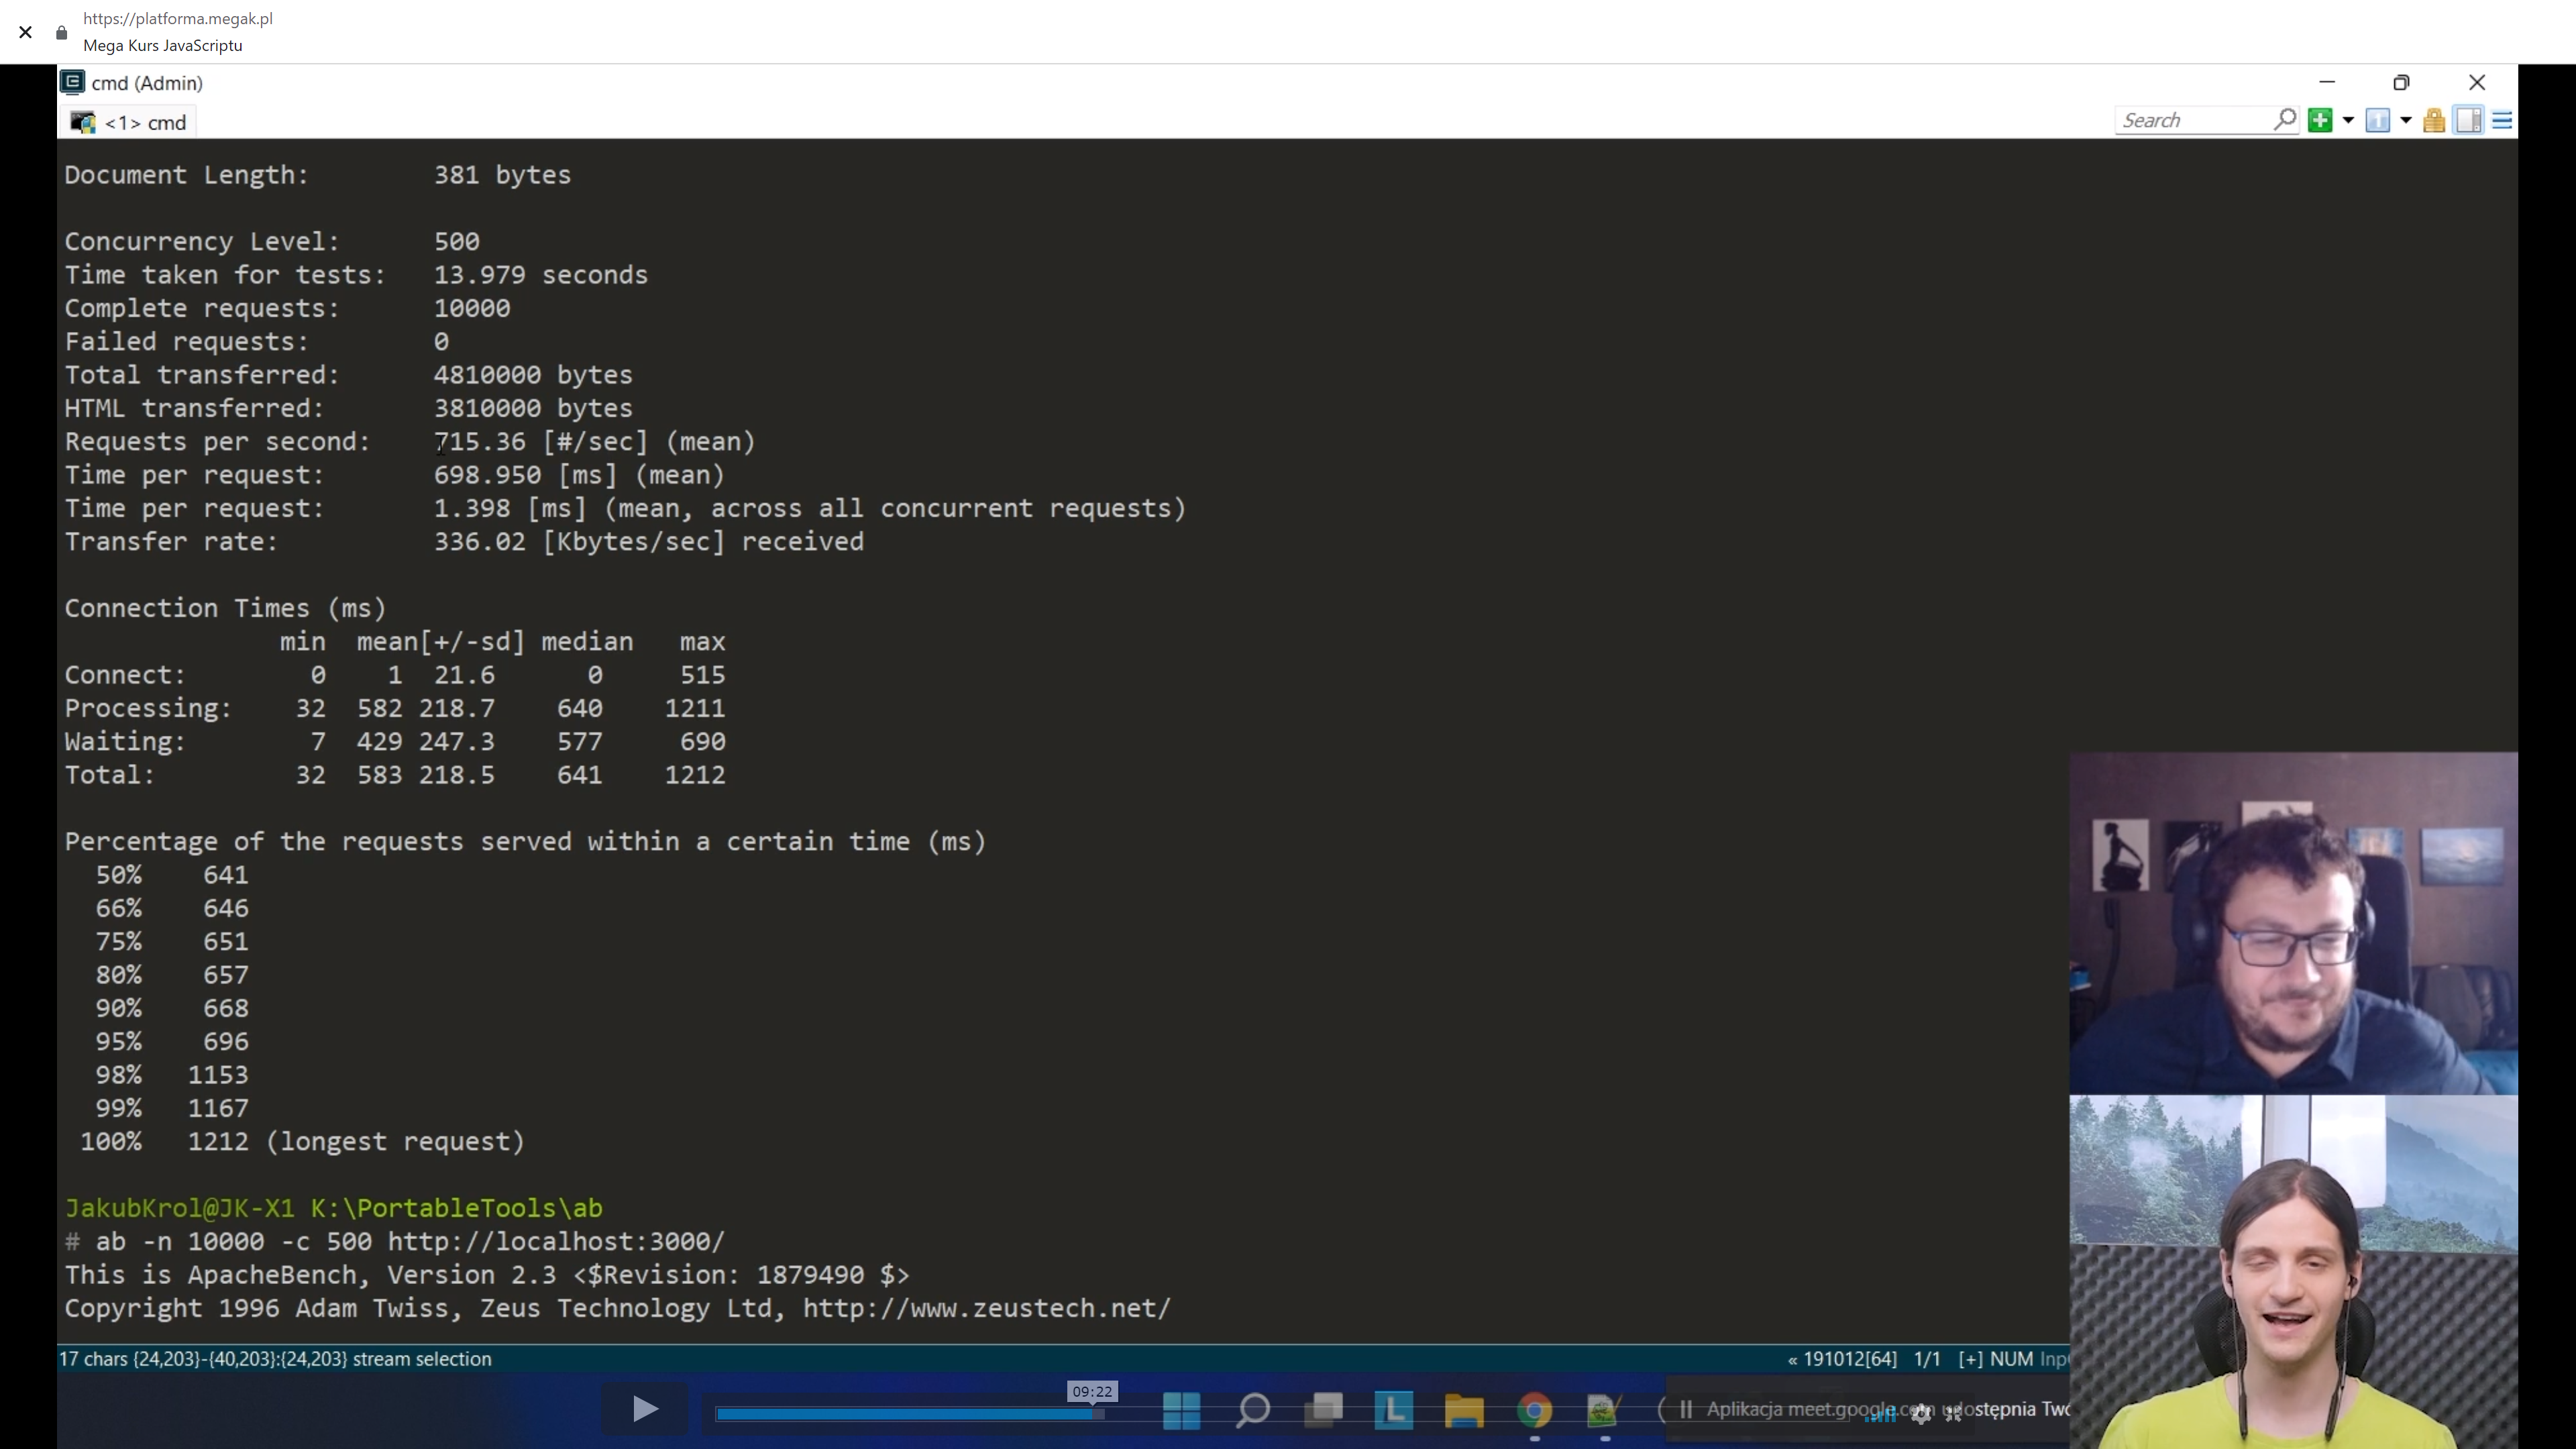 https://platforma.megak.pl
Mega Kurs JavaScriptu
cmd (Admin)
<1> cmd
Search
Document Length: 381 bytes
Concurrency Level: 500
Time taken for tests: 13.979 seconds
Complete requests: 10000
Failed requests: 0
Total transferred: 4810000 bytes
HTML transferred: 3810000 bytes
Requests per second: 715.36 [#/sec] (mean)
Time per request: 698.950 [ms] (mean)
Time per request: 1.398 [ms] (mean, across all concurrent requests)
Transfer rate: 336.02 [Kbytes/sec] received
Connection Times (ms)
min mean[+/-sd] median max
Connect: 0 1 21.6 0 515
Processing: 32 582 218.7 640 1211
Waiting: 7 429 247.3 577 690
Total: 32 583 218.5 641 1212
Percentage of the requests served within a certain time (ms)
50% 641
66% 646
75% 651
80% 657
90% 668
95% 696
98% 1153
99% 1167
100% 1212 (longest request)
JakubKrol@JK-X1 K:\PortableTools\ab
# ab -n 10000 -c 500 http://localhost:3000/
This is ApacheBench, Version 2.3 <$Revision: 1879490 $>
Copyright 1996 Adam Twiss, Zeus Technology Ltd, http://www.zeustech.net/
17 chars {24,203}-{40,203}:{24,203} stream selection
« 191012[64] 1/1 [+] NUM Inp
09:22
L
Aplikacja meet.google.com udostępnia Two